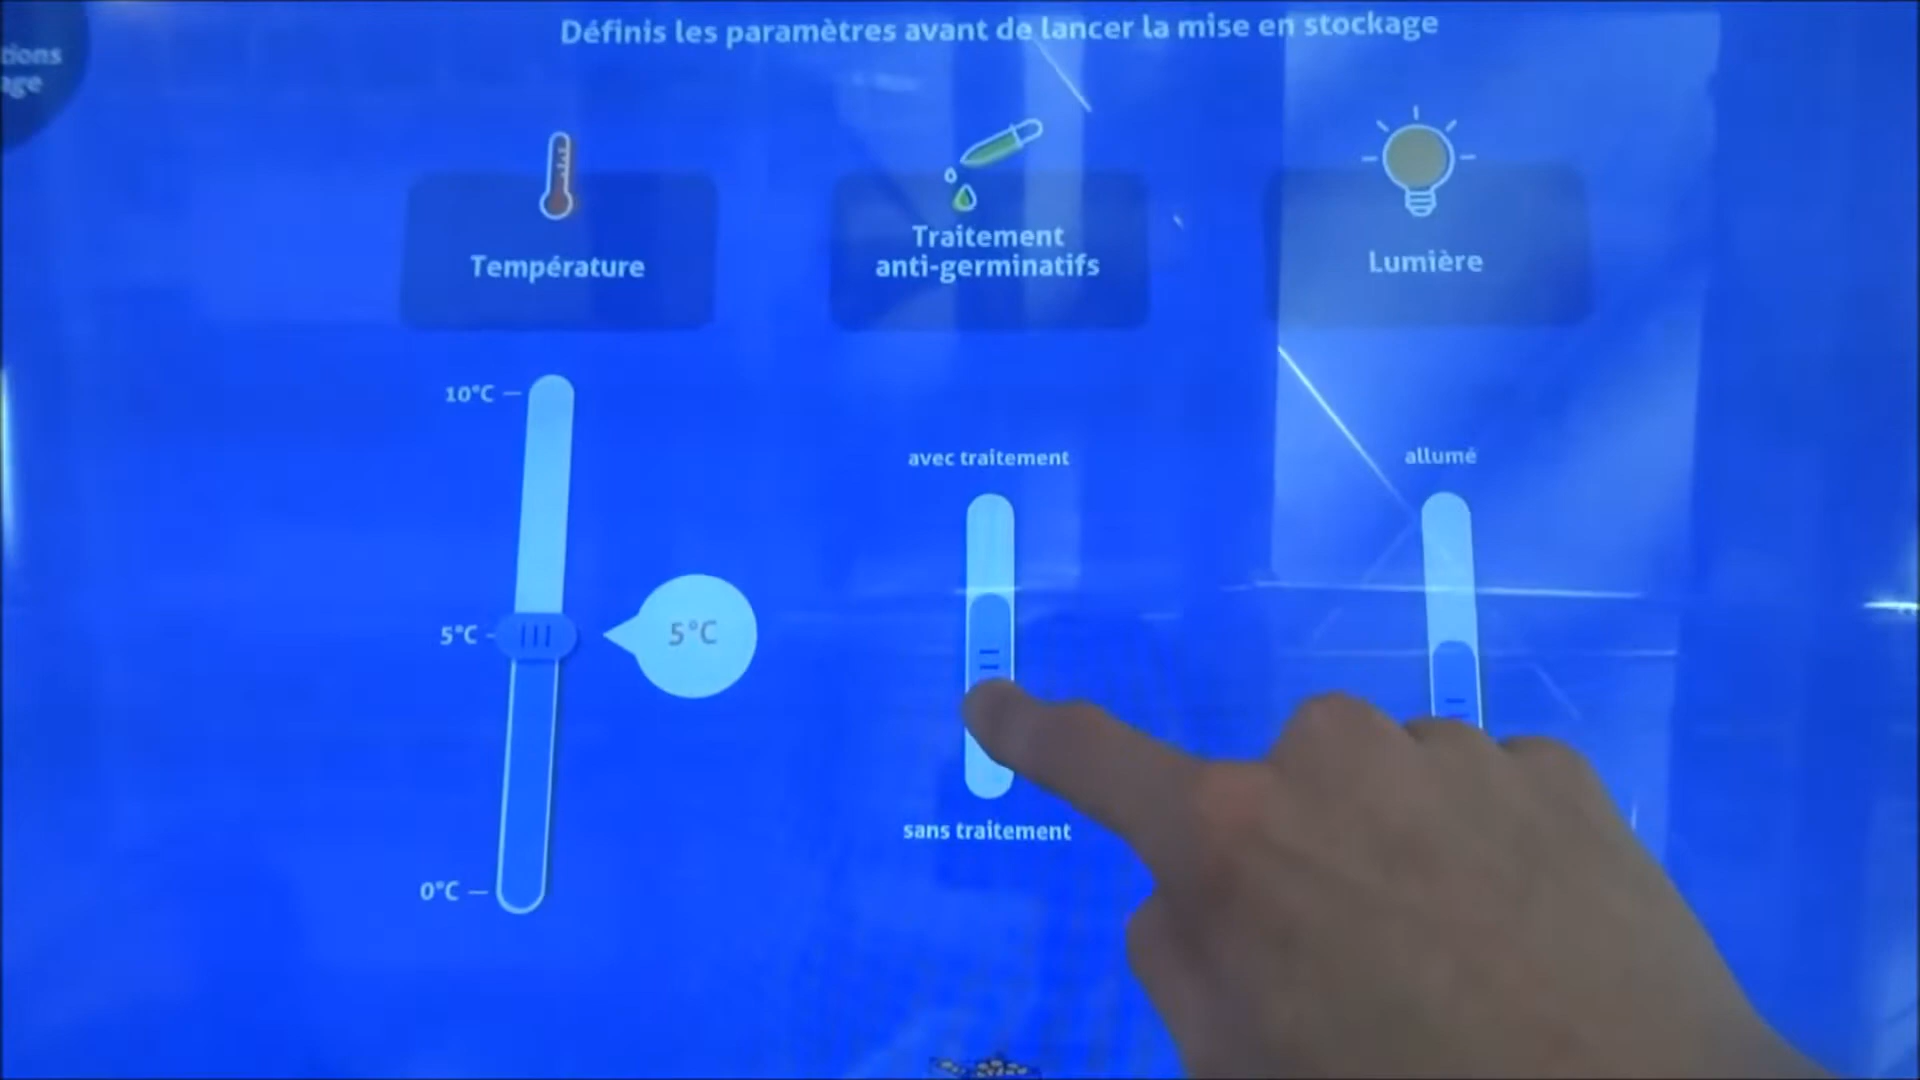 Définis les paramètres avant de lancer la mise en stockage
Température
Traitement
anti-germinatifs
Lumière
10°C
5°C
0°C
5°C
avec traitement
sans traitement
allumé